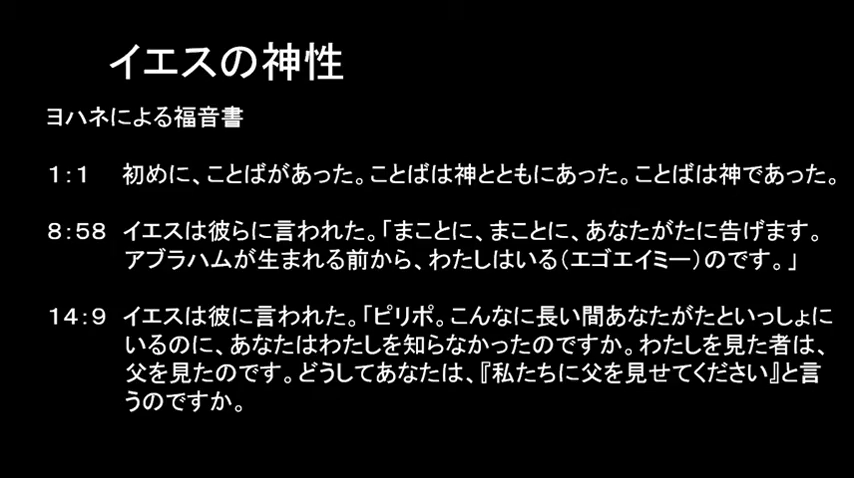 イエスの神性
ヨハネによる福音書
１：１　初めに、ことばがあった。ことばは神とともにあった。ことばは神であった。
８：５８　イエスは彼らに言われた。「まことに、まことに、あなたがたに告げます。
アブラハムが生まれる前から、わたしはいる（エゴエイミー）のです。」
１４：９　イエスは彼に言われた。「ピリポ。こんなに長い間あなたがたといっしょに
いるのに、あなたはわたしを知らなかったのですか。わたしを見た者は、
父を見たのです。どうしてあなたは、『私たちに父を見せてください』と言
うのですか。